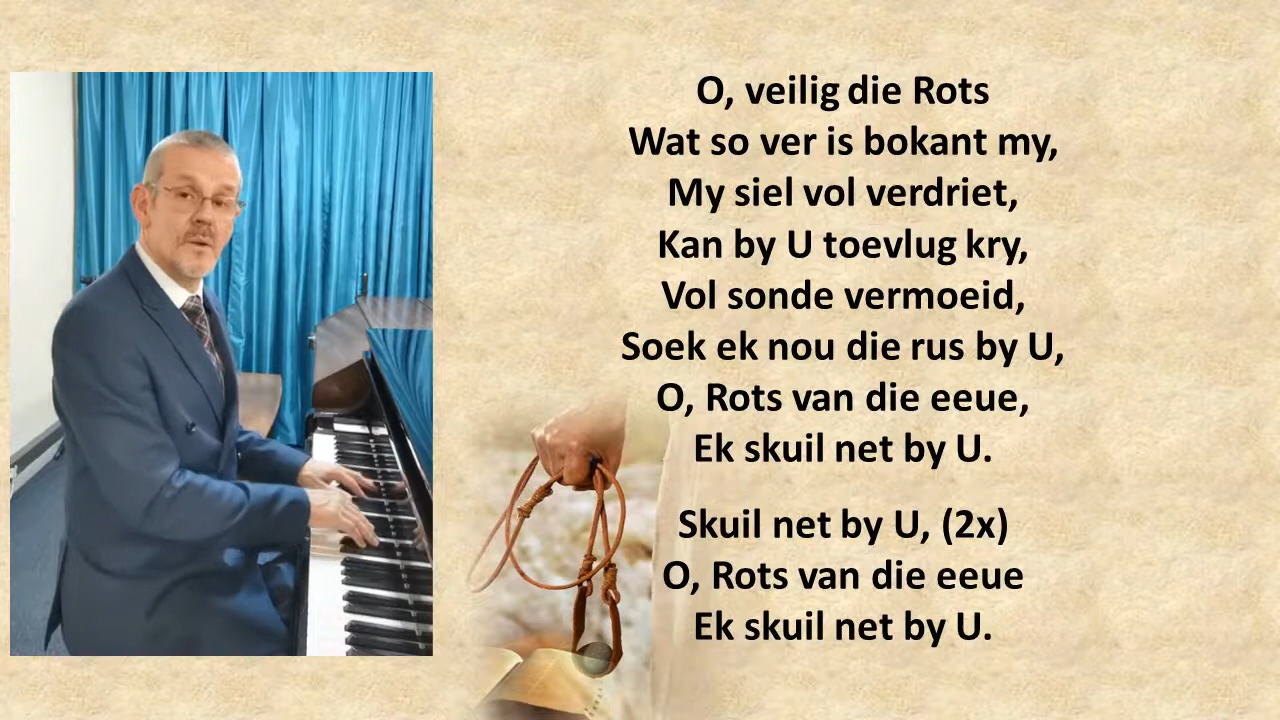 O, veilig die Rots
Wat so ver is bokant my,
My siel vol verdriet,
Kan by U toevlug kry,
Vol sonde vermoeid,
Soek ek nou die rus by U,
O, Rots van die eeue,
Ek skuil net by U.
Skuil net by U, (2x)
O, Rots van die eeue
Ek skuil net by U.